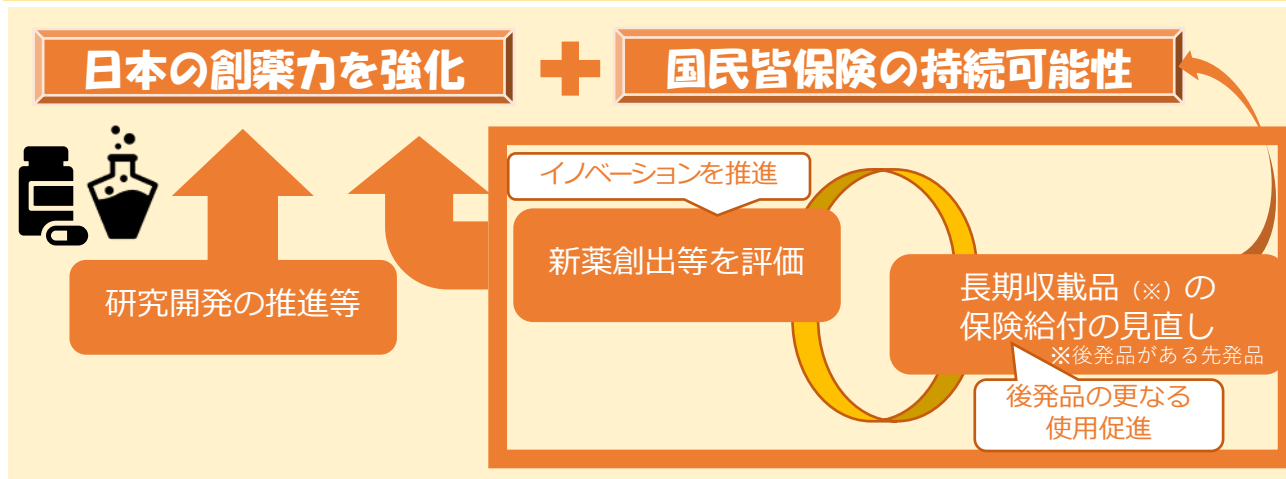 日本の創薬力を強化
国民皆保険の持続可能性
イノベーションを推進
新薬創出等を評価
研究開発の推進等
長期収載品（※）の
保険給付の見直し
※後発品がある先発品
後発品の更なる
使用促進